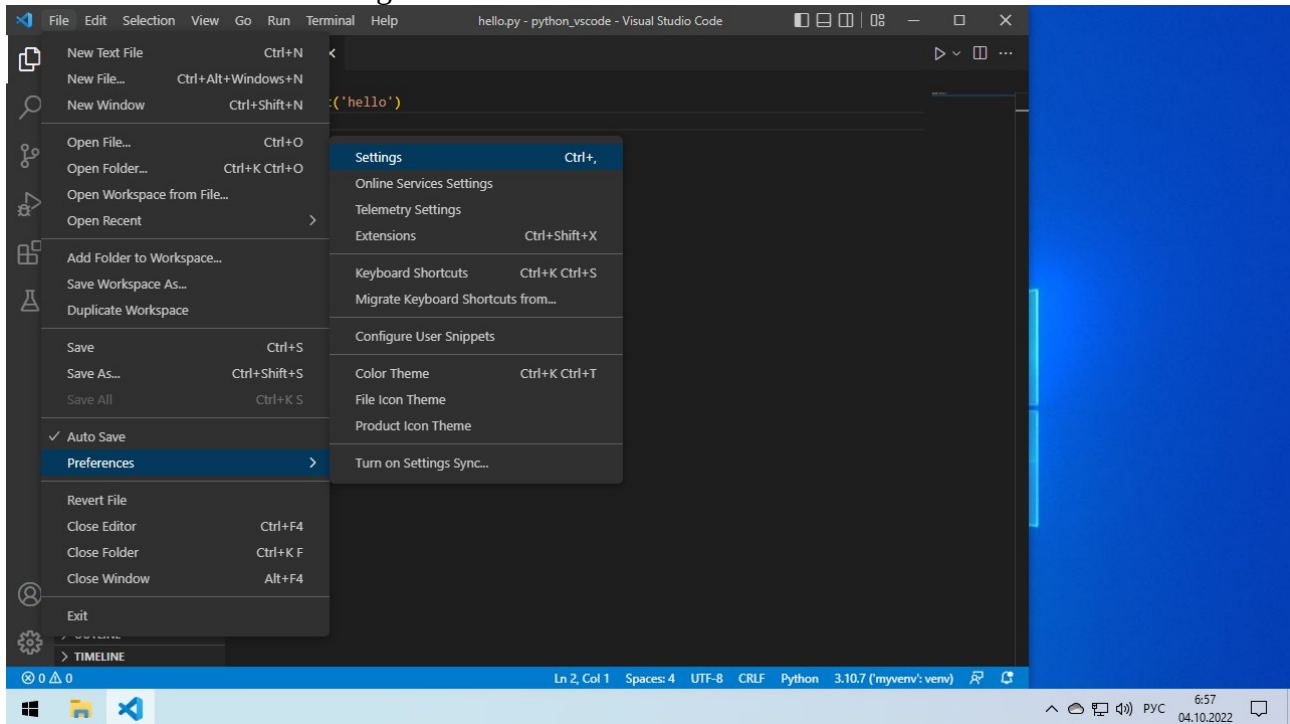 File Edit Selection View Go Run Terminal Help hello.py - python_vscode - Visual Studio Code
New Text File Ctrl+N
New File... Ctrl+Alt+Windows+N
New Window Ctrl+Shift+N
('hello')
Open File... Ctrl+O
Open Folder... Ctrl+K Ctrl+O
Open Workspace from File...
Open Recent
Add Folder to Workspace...
Save Workspace As...
Duplicate Workspace
Save Ctrl+S
Save As... Ctrl+Shift+S
Save All Ctrl+K S
Auto Save
Preferences
Revert File
Close Editor Ctrl+F4
Close Folder Ctrl+K F
Close Window Alt+F4
Exit
Settings Ctrl+,
Online Services Settings
Telemetry Settings
Extensions Ctrl+Shift+X
Keyboard Shortcuts Ctrl+K Ctrl+S
Migrate Keyboard Shortcuts from...
Configure User Snippets
Color Theme Ctrl+K Ctrl+T
File Icon Theme
Product Icon Theme
Turn on Settings Sync...
TIMELINE
0 0 Ln 2, Col 1 Spaces: 4 UTF-8 CRLF Python 3.10.7 ('myvenv': venv)
РУС 6:57
04.10.2022